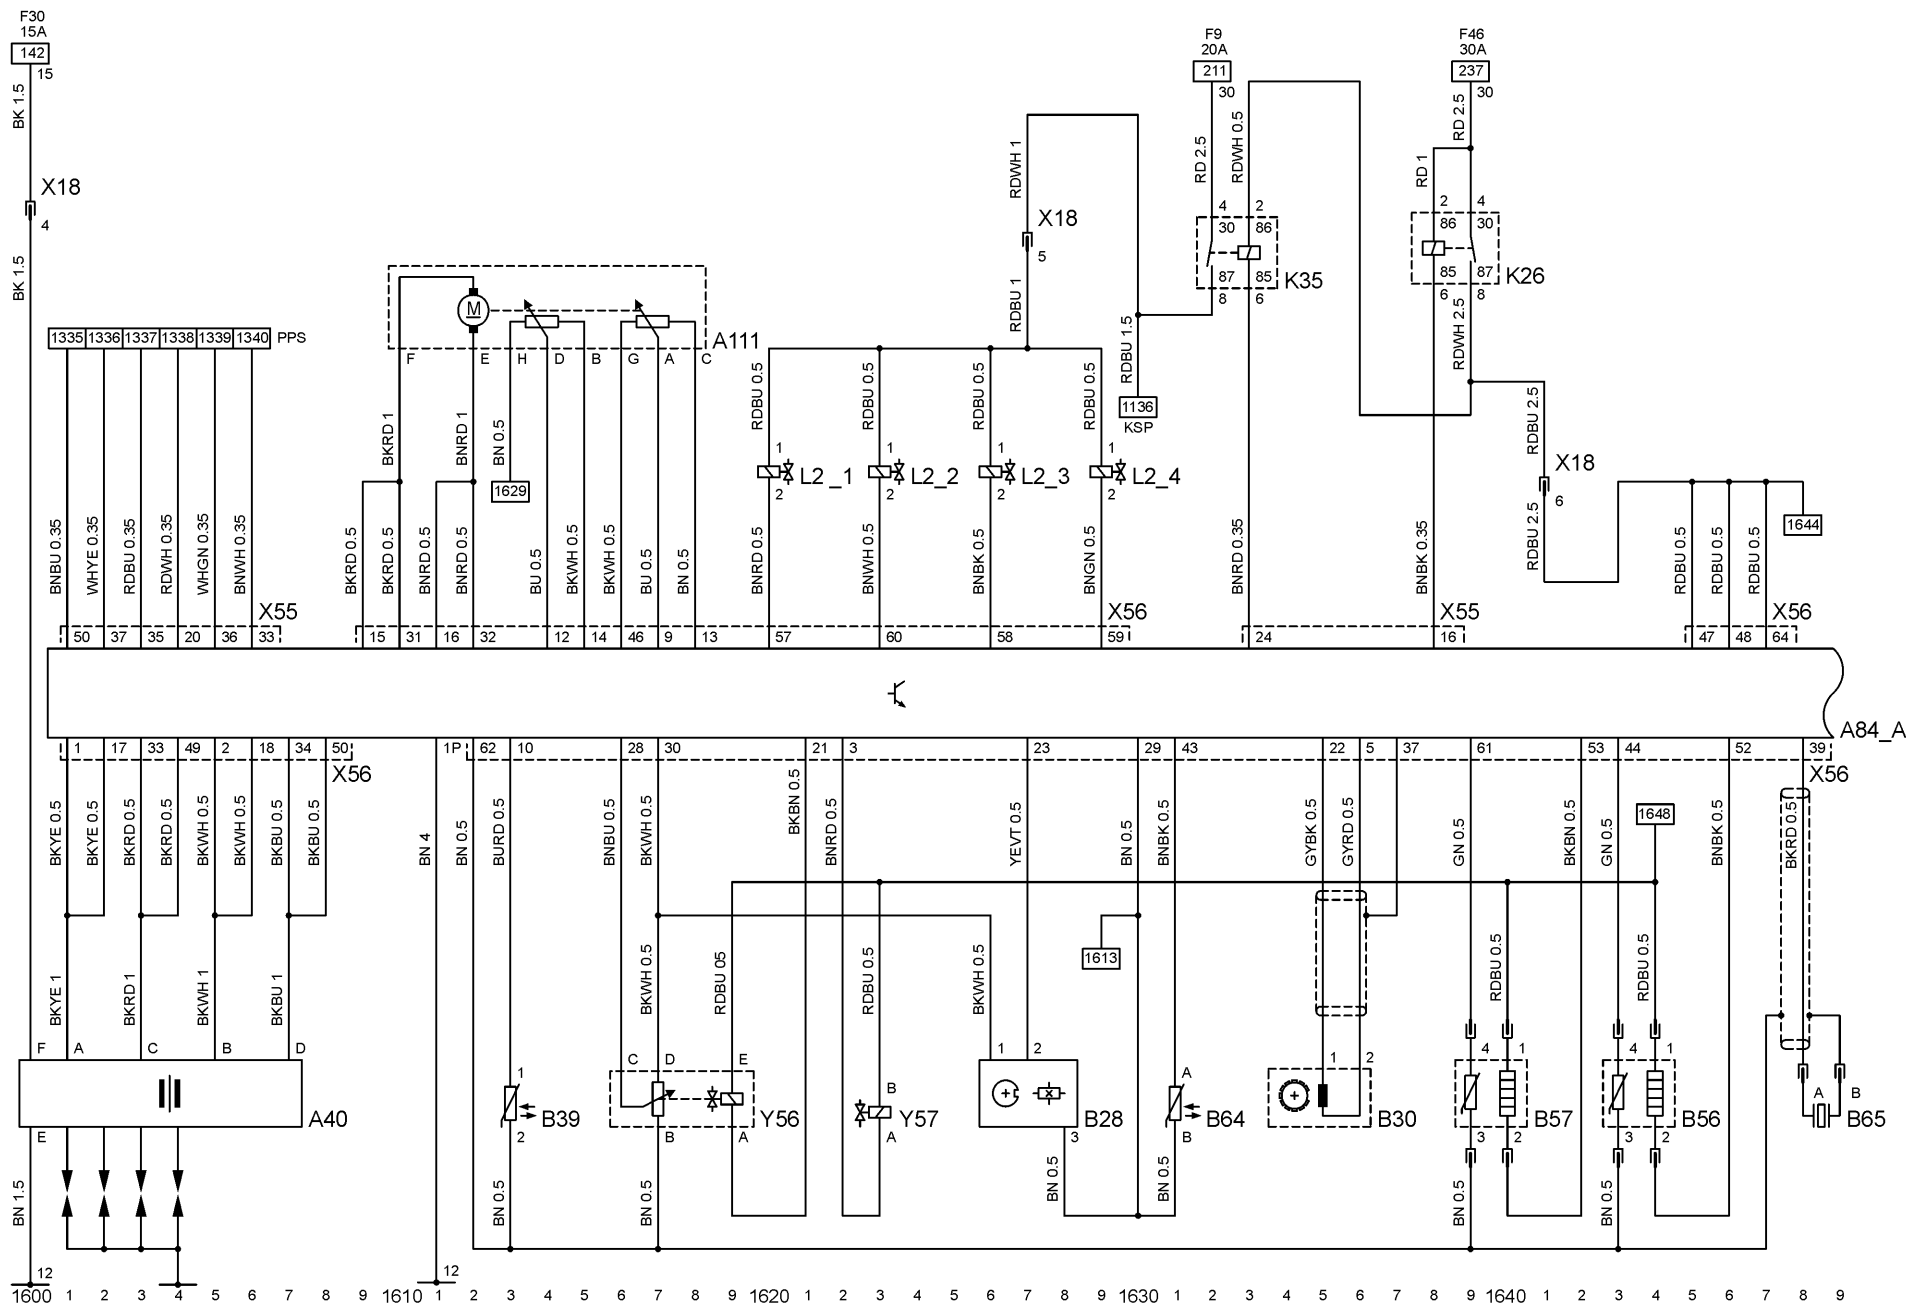 F30
15A
142
15
BK 1.5
X18
4
BK 1.5
F9
20A
211
30
RD 2.5
RDWH 0.5
F46
30A
237
30
RD 2.5
RD 1
RDWH 1
X18
5
RDBU 1
4 2
30 86
87 85
8 6
K35
2 4
86 30
85 87
6 8
K26
RDWH 2.5
RDBU 1.5
1136
KSP
1335 1336 1337 1338 1339 1340 PPS
M
A111
F E H D B G A C
BKRD 1
BNRD 1
BN 0.5
1629
RDBU 0.5
RDBU 0.5
RDBU 0.5
RDBU 0.5
1 1 1 1
L2_1 L2_2 L2_3 L2_4
2 2 2 2
RDBU 2.5
X18
6
RDBU 2.5
1644
BNBU 0.35
WHYE 0.35
RDBU 0.35
RDWH 0.35
WHGN 0.35
BNWH 0.35
BKRD 0.5
BKRD 0.5
BNRD 0.5
BNRD 0.5
BU 0.5
BKWH 0.5
BKWH 0.5
BU 0.5
BN 0.5
BNRD 0.5
BNWH 0.5
BNBK 0.5
BNGN 0.5
BNRD 0.35
BNBK 0.35
RDBU 0.5
RDBU 0.5
RDBU 0.5
X55 X56 X55 X56
50 37 35 20 36 33 15 31 16 32 12 14 46 9 13 57 60 58 59 24 16 47 48 64
A84_A
1 17 33 49 2 18 34 50 1P 62 10 28 30 21 3 23 29 43 22 5 37 61 53 44 52 39
X56 X56
BKYE 0.5
BKYE 0.5
BKRD 0.5
BKRD 0.5
BKWH 0.5
BKWH 0.5
BKBU 0.5
BKBU 0.5
BN 4
BN 0.5
BURD 0.5
BNBU 0.5
BKWH 0.5
BKBN 0.5
BNRD 0.5
YEVT 0.5
BN 0.5
BNBK 0.5
GYBK 0.5
GYRD 0.5
GN 0.5
BKBN 0.5
GN 0.5
1648
BNBK 0.5
BKRD 0.5
1613
BKYE 1
BKRD 1
BKWH 1
BKBU 1
BKWH 0.5
RDBU 05
RDBU 0.5
BKWH 0.5
RDBU 0.5
RDBU 0.5
F A C B D
A40
E
1
B39
2
C D E
Y56
B A
B
Y57
A
1 2
B28
3
A
B64
B
1 2
B30
4 1
B57
3 2
4 1
B56
3 2
A B
B65
BN 1.5
BN 0.5
BN 0.5
BN 0.5
BN 0.5
BN 0.5
BN 0.5
12 12
1600 1 2 3 4 5 6 7 8 9 1610 1 2 3 4 5 6 7 8 9 1620 1 2 3 4 5 6 7 8 9 1630 1 2 3 4 5 6 7 8 9 1640 1 2 3 4 5 6 7 8 9